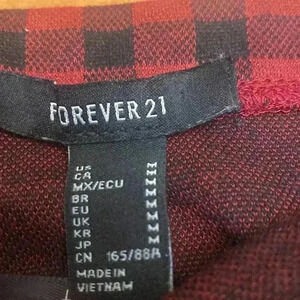 FOREVER 21
US M
CA M
MX/ECU M
BR M
EU M
UK M
KR M
JP M
CN 165/88A
MADE IN
VIETNAM